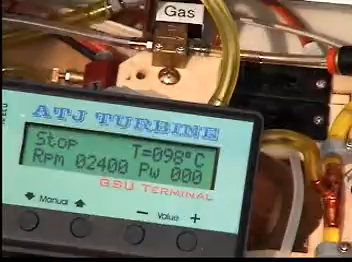 Gas
ATJ TURBINE
Stop T=098°C
Rpm 02400 Pw 000
GSU TERMINAL
Manual
- Value +